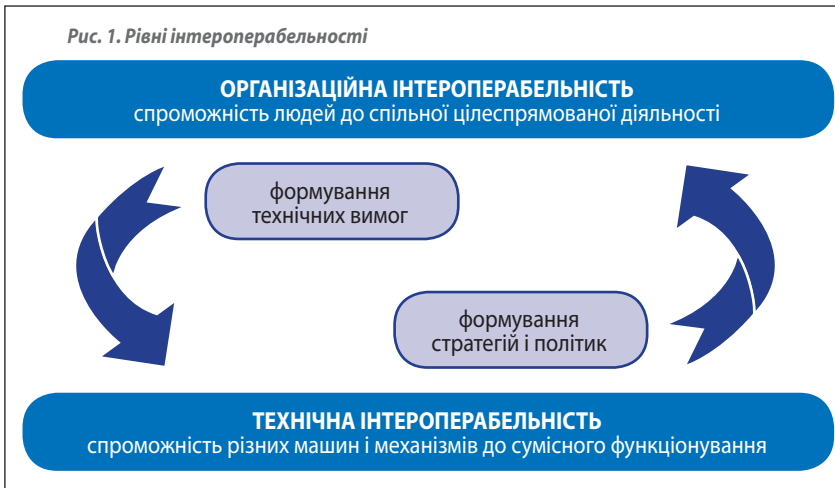 Рис. 1. Рівні інтероперабельності
ОРГАНІЗАЦІЙНА ІНТЕРОПЕРАБЕЛЬНІСТЬ
спроможність людей до спільної цілеспрямованої діяльності
формування
технічних вимог
формування
стратегій і політик
ТЕХНІЧНА ІНТЕРОПЕРАБЕЛЬНІСТЬ
спроможність різних машин і механізмів до сумісного функціонування